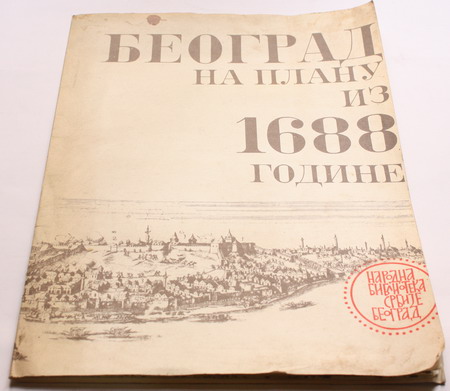 БЕОГРАД
НА ПЛАНУ
ИЗ
1688
ГОДИНЕ
НАРОДНА
БИБЛИОТЕКА
СРБИЈЕ
БЕОГРАД